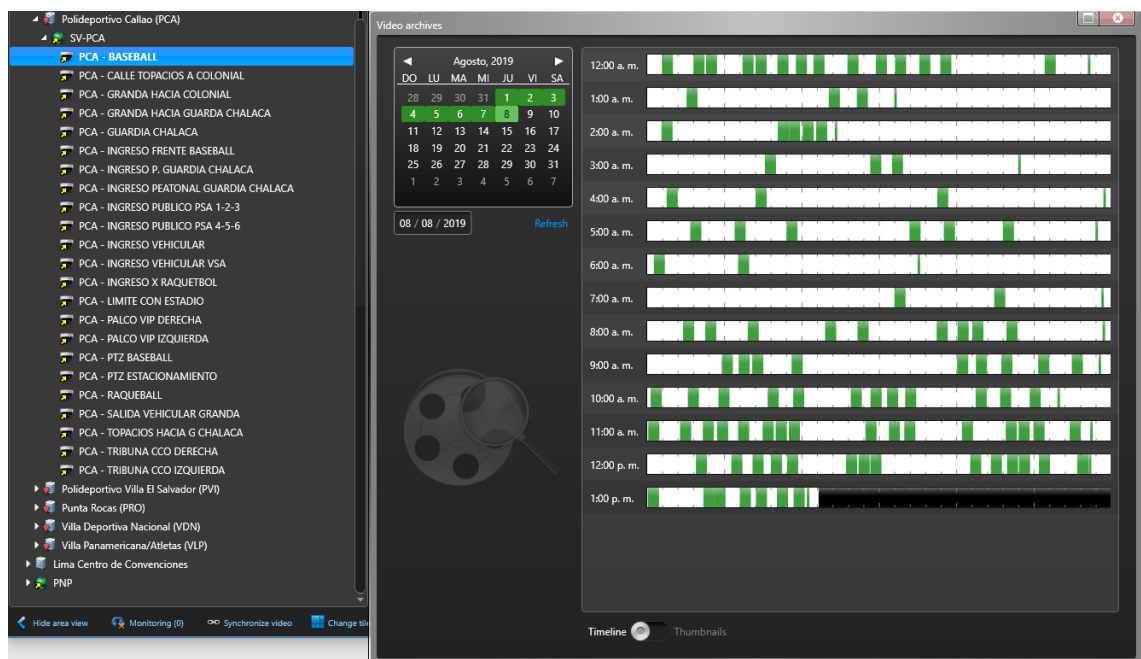 Polideportivo Callao (PCA)
SV-PCA
PCA - BASEBALL
PCA - CALLE TOPACIOS A COLONIAL
PCA - GRANDA HACIA COLONIAL
PCA - GRANDA HACIA GUARDA CHALACA
PCA - GUARDIA CHALACA
PCA - INGRESO FRENTE BASEBALL
PCA - INGRESO P. GUARDIA CHALACA
PCA - INGRESO PEATONAL GUARDIA CHALACA
PCA - INGRESO PUBLICO PSA 1-2-3
PCA - INGRESO PUBLICO PSA 4-5-6
PCA - INGRESO VEHICULAR
PCA - INGRESO VEHICULAR VSA
PCA - INGRESO X RAQUETBOL
PCA - LIMITE CON ESTADIO
PCA - PALCO VIP DERECHA
PCA - PALCO VIP IZQUIERDA
PCA - PTZ BASEBALL
PCA - PTZ ESTACIONAMIENTO
PCA - RAQUEBALL
PCA - SALIDA VEHICULAR GRANDA
PCA - TOPACIOS HACIA G CHALACA
PCA - TRIBUNA CCO DERECHA
PCA - TRIBUNA CCO IZQUIERDA
Polideportivo Villa El Salvador (PVI)
Punta Rocas (PRO)
Villa Deportiva Nacional (VDN)
Villa Panamericana/Atletas (VLP)
Lima Centro de Convenciones
PNP
Hide area view Monitoring (0) Synchronize video Change tile
Video archives
Agosto, 2019
DO LU MA MI JU VI SA
28 29 30 31 1 2 3
4 5 6 7 8 9 10
11 12 13 14 15 16 17
18 19 20 21 22 23 24
25 26 27 28 29 30 31
1 2 3 4 5 6 7
08 / 08 / 2019 Refresh
12:00 a. m.
1:00 a. m.
2:00 a. m.
3:00 a. m.
4:00 a. m.
5:00 a. m.
6:00 a. m.
7:00 a. m.
8:00 a. m.
9:00 a. m.
10:00 a. m.
11:00 a. m.
12:00 p. m.
1:00 p. m.
Timeline Thumbnails